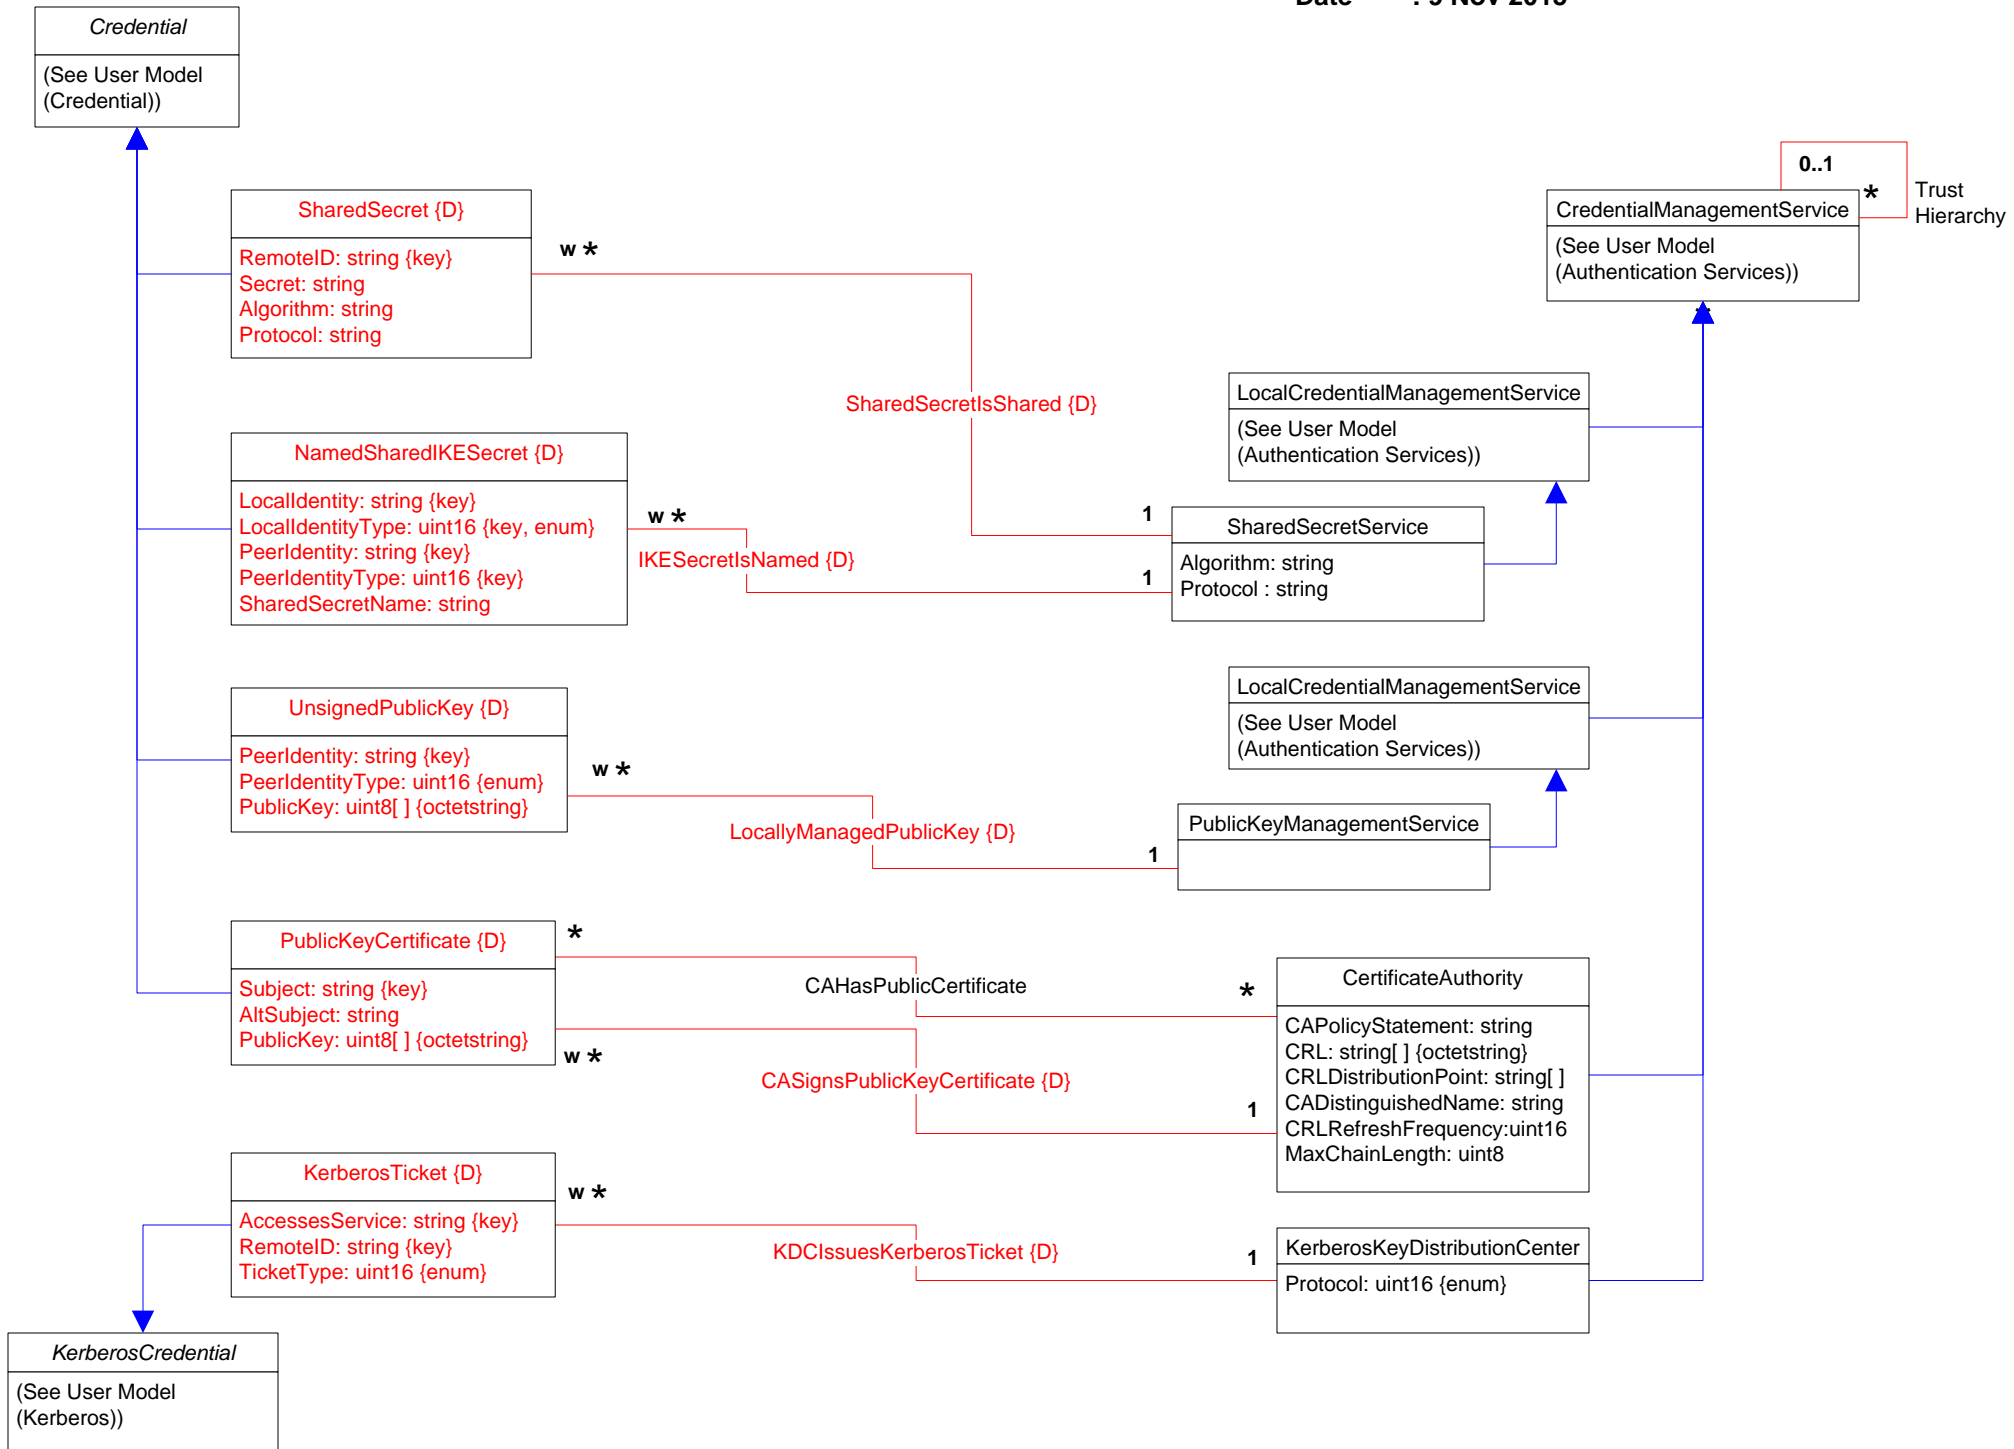 Credential
(See User Model
(Credential))
SharedSecret {D}
RemoteID: string {key}
Secret: string
Algorithm: string
Protocol: string
w *
SharedSecretIsShared {D}
1
0..1
*
Trust
Hierarchy
CredentialManagementService
(See User Model
(Authentication Services))
LocalCredentialManagementService
(See User Model
(Authentication Services))
NamedSharedIKESecret {D}
LocalIdentity: string {key}
LocalIdentityType: uint16 {key, enum}
PeerIdentity: string {key}
PeerIdentityType: uint16 {key}
SharedSecretName: string
w *
IKESecretIsNamed {D}
1
SharedSecretService
Algorithm: string
Protocol : string
UnsignedPublicKey {D}
PeerIdentity: string {key}
PeerIdentityType: uint16 {enum}
PublicKey: uint8[ ] {octetstring}
w *
LocallyManagedPublicKey {D}
1
LocalCredentialManagementService
(See User Model
(Authentication Services))
PublicKeyManagementService
PublicKeyCertificate {D}
Subject: string {key}
AltSubject: string
PublicKey: uint8[ ] {octetstring}
*
CAHasPublicCertificate
*
w *
CASignsPublicKeyCertificate {D}
1
CertificateAuthority
CAPolicyStatement: string
CRL: string[ ] {octetstring}
CRLDistributionPoint: string[ ]
CADistinguishedName: string
CRLRefreshFrequency:uint16
MaxChainLength: uint8
KerberosTicket {D}
AccessesService: string {key}
RemoteID: string {key}
TicketType: uint16 {enum}
w *
KDCIssuesKerberosTicket {D}
1
KerberosKeyDistributionCenter
Protocol: uint16 {enum}
KerberosCredential
(See User Model
(Kerberos))